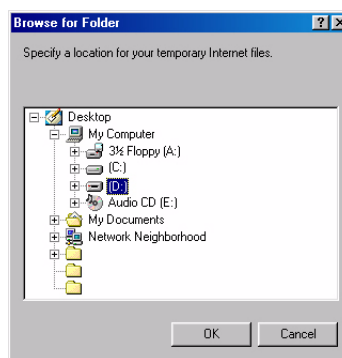 Browse for Folder
Specify a location for your temporary Internet files.
Desktop
My Computer
3½ Floppy (A:)
(C:)
(D:)
Audio CD (E:)
My Documents
Network Neighborhood
OK Cancel